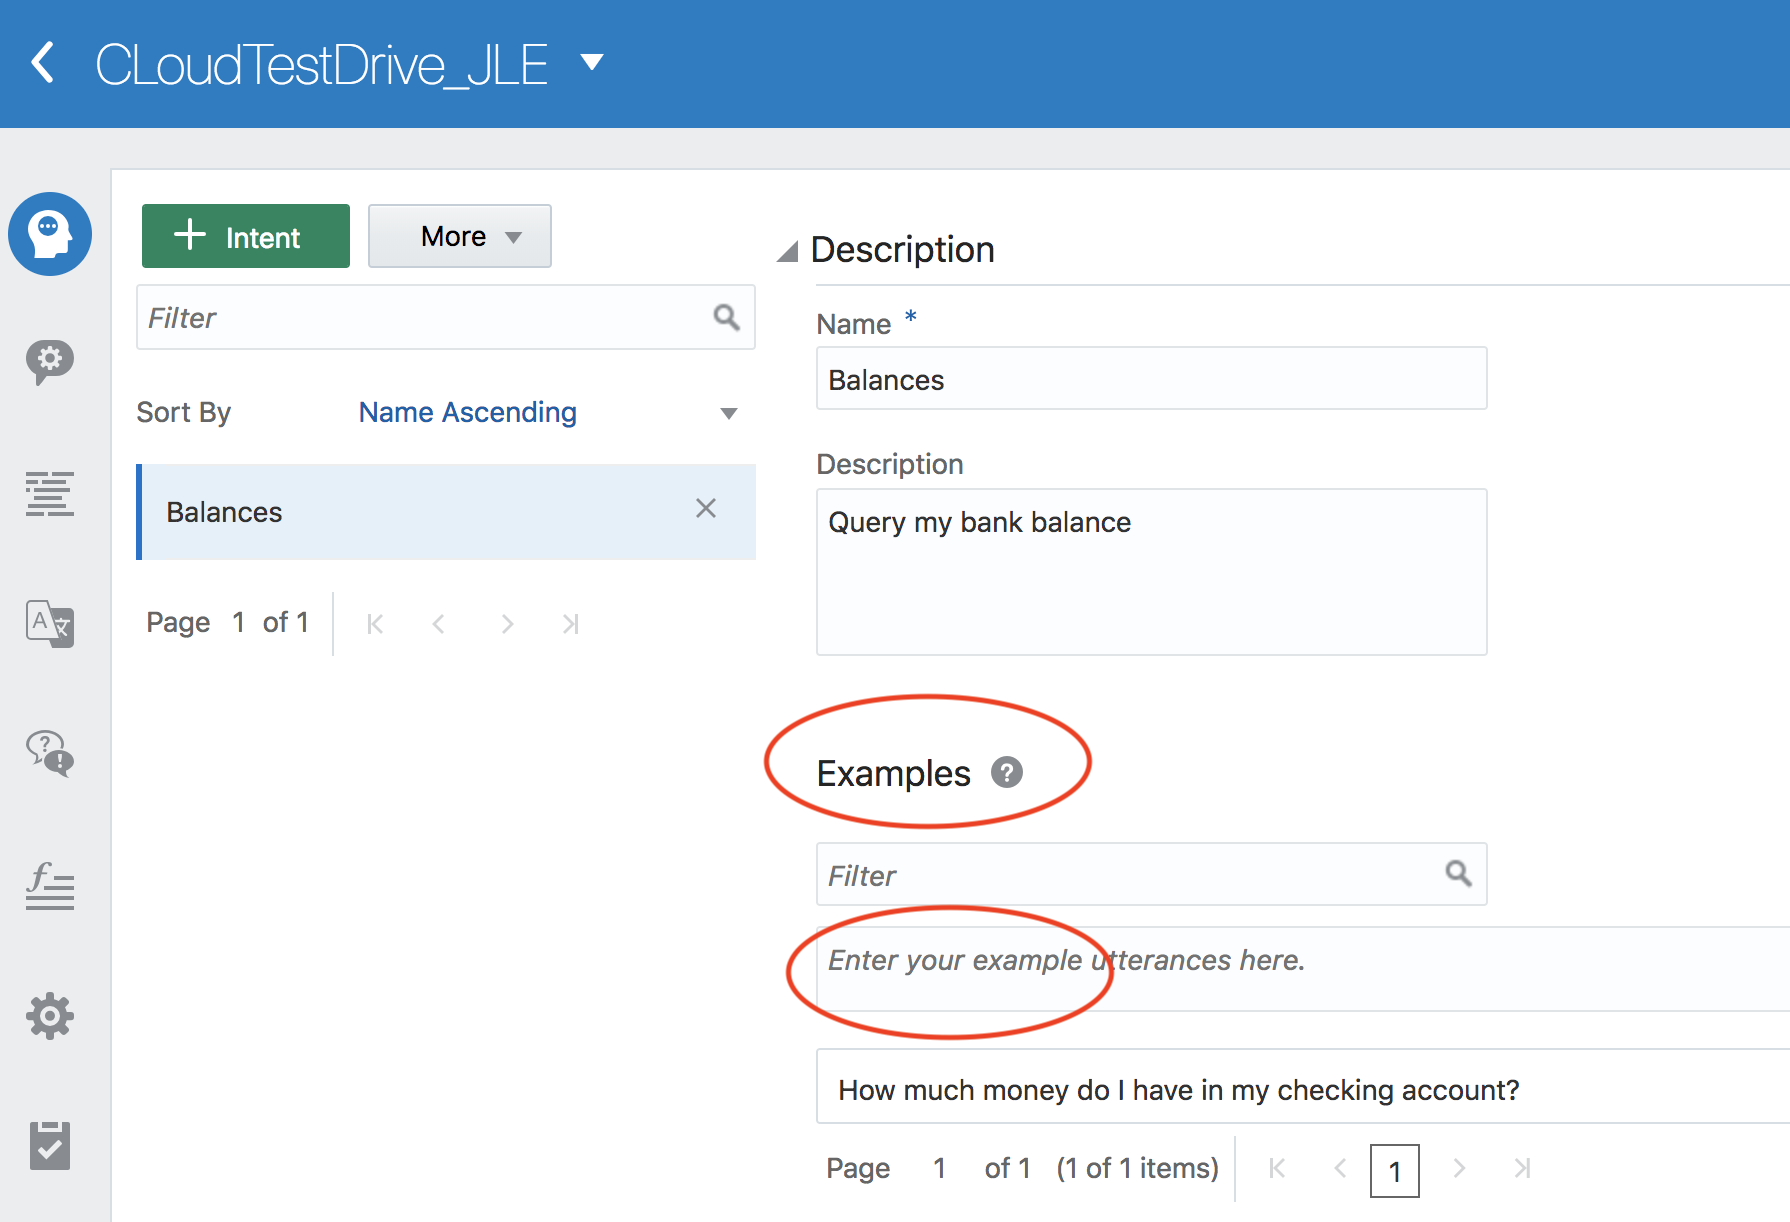 CLoudTestDrive_JLE
Intent
More
Filter
Sort By Name Ascending
Balances
Page 1 of 1
Description
Name *
Balances
Description
Query my bank balance
Examples ?
Filter
Enter your example utterances here.
How much money do I have in my checking account?
Page 1 of 1 (1 of 1 items) 1
A 文
? !
f